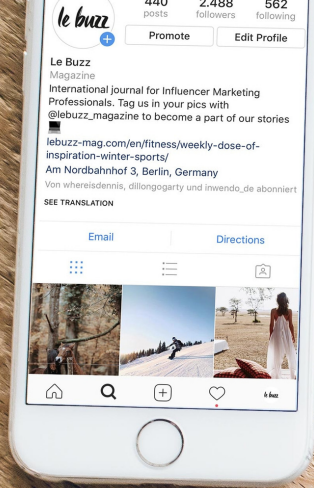 le buzz
440 2.488 562
posts followers following
Promote Edit Profile
Le Buzz
Magazine
International journal for Influencer Marketing
Professionals. Tag us in your pics with
@lebuzz_magazine to become a part of our stories
lebuzz-mag.com/en/fitness/weekly-dose-of-
inspiration-winter-sports/
Am Nordbahnhof 3, Berlin, Germany
Von whereisdennis, dillongogarty und inwendo_de abonniert
SEE TRANSLATION
Email Directions
le buzz